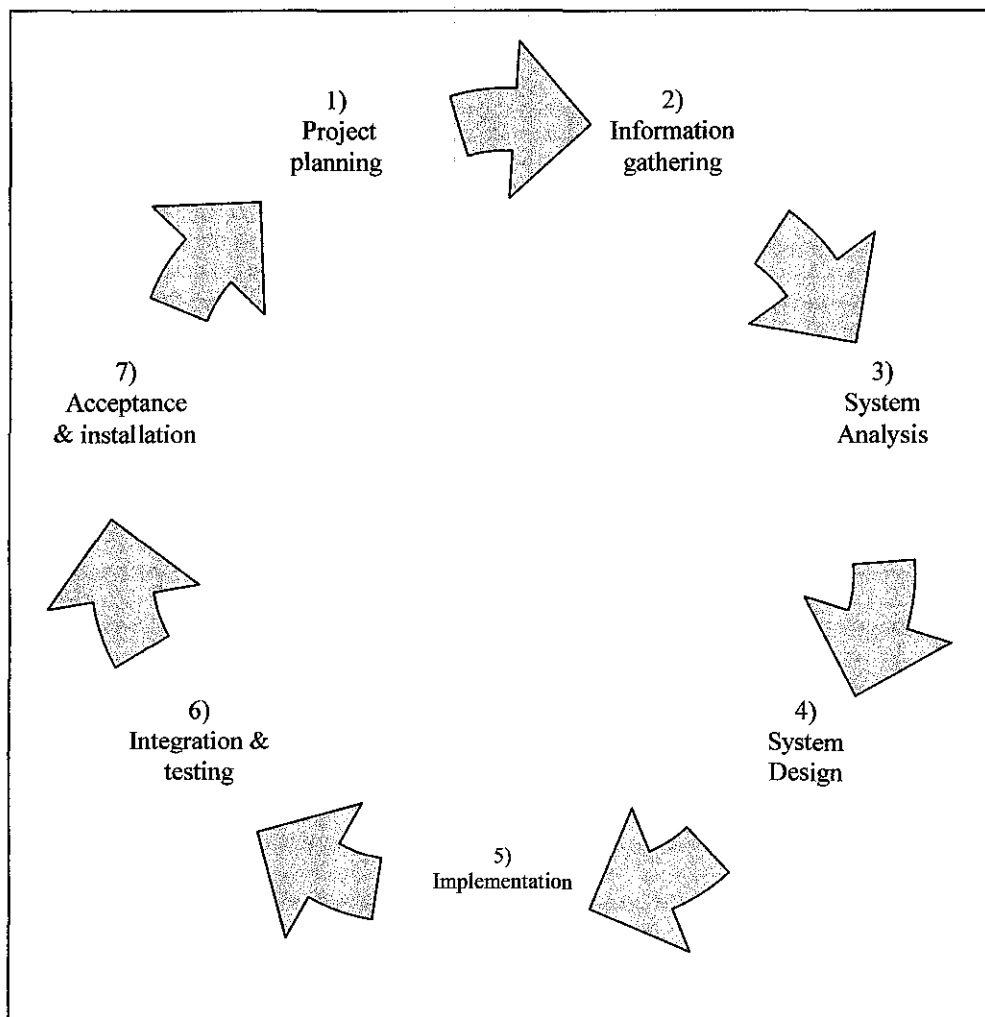 1)
Project
planning
2)
Information
gathering
3)
System
Analysis
4)
System
Design
5)
Implementation
6)
Integration &
testing
7)
Acceptance
& installation